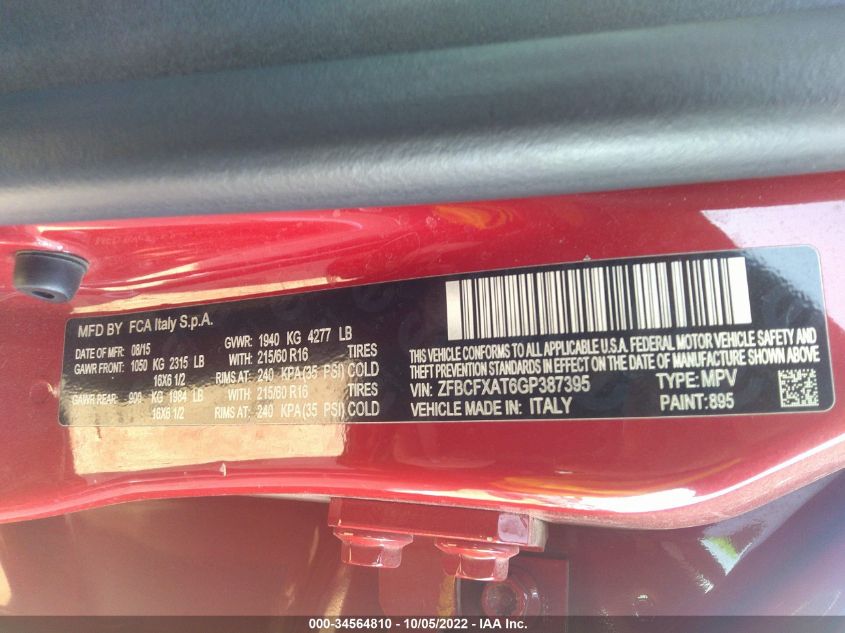 MFD BY FCA Italy S.p.A.
DATE OF MFR: 08/15 GVWR: 1940 KG 4277 LB
GAWR FRONT: 1050 KG 2315 LB WITH: 215/60 R16 TIRES
16X6 1/2 RIMS AT: 240 KPA (35 PSI) COLD
GAWR REAR: 900 KG 1984 LB WITH: 215/60 R16 TIRES
16X6 1/2 RIMS AT: 240 KPA (35 PSI) COLD
THIS VEHICLE CONFORMS TO ALL APPLICABLE U.S.A. FEDERAL MOTOR VEHICLE SAFETY AND
THEFT PREVENTION STANDARDS IN EFFECT ON THE DATE OF MANUFACTURE SHOWN ABOVE.
VIN: ZFBCFXAT6GP387395 TYPE: MPV
VEHICLE MADE IN: ITALY PAINT: 895
000-34564810 / 10/05/2022 - IAA Inc.